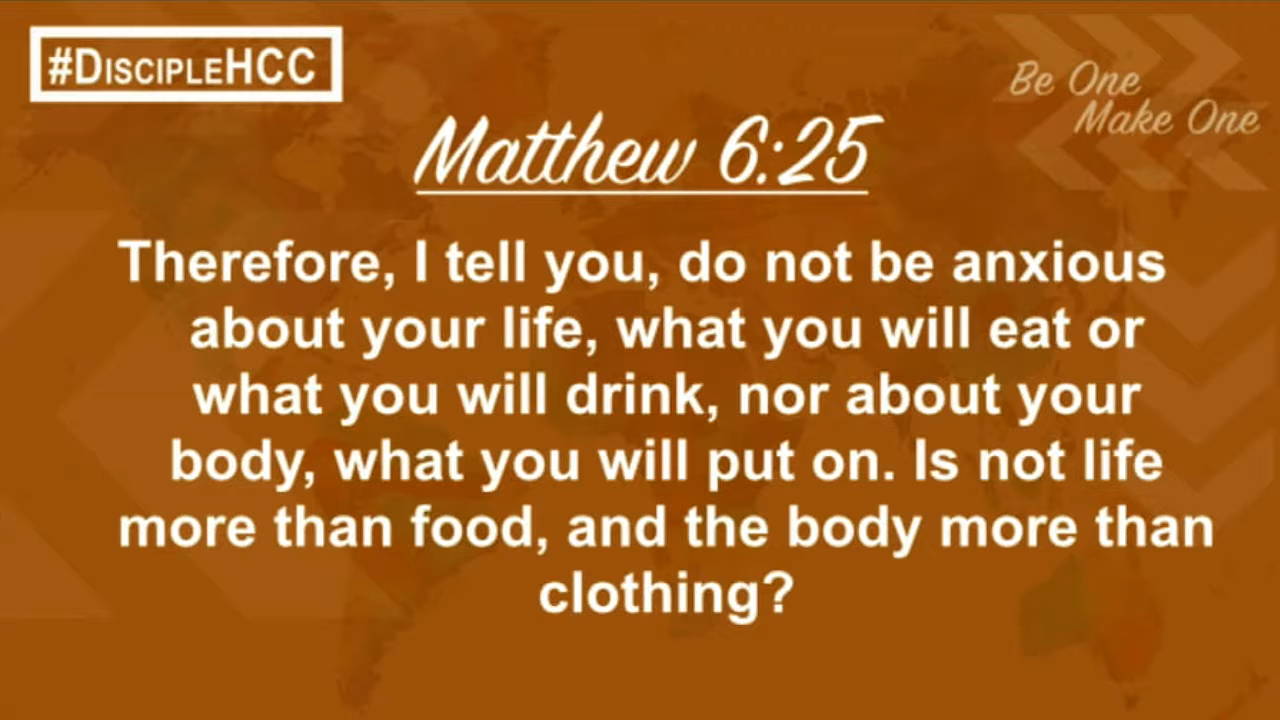 #DISCIPLEHCC
Be One
Make One
Matthew 6:25
Therefore, I tell you, do not be anxious
about your life, what you will eat or
what you will drink, nor about your
body, what you will put on. Is not life
more than food, and the body more than
clothing?